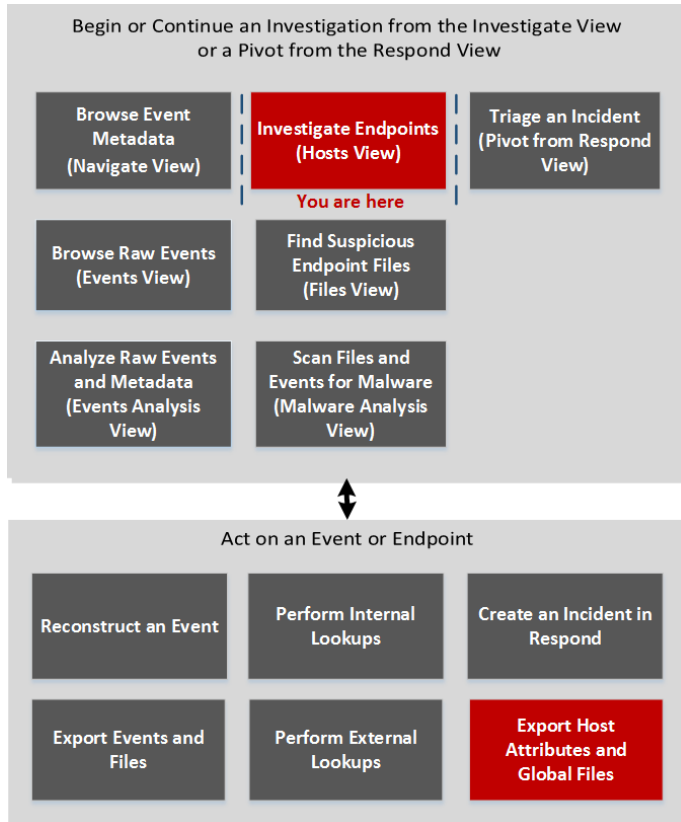 Begin or Continue an Investigation from the Investigate View
or a Pivot from the Respond View
Browse Event
Metadata
(Navigate View)
Investigate Endpoints
(Hosts View)
Triage an Incident
(Pivot from Respond
View)
You are here
Browse Raw Events
(Events View)
Find Suspicious
Endpoint Files
(Files View)
Analyze Raw Events
and Metadata
(Events Analysis
View)
Scan Files and
Events for Malware
(Malware Analysis
View)
Act on an Event or Endpoint
Reconstruct an Event
Perform Internal
Lookups
Create an Incident in
Respond
Export Events and
Files
Perform External
Lookups
Export Host
Attributes and
Global Files